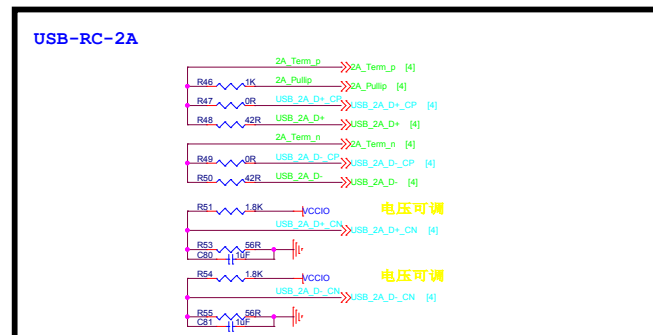 USB-RC-2A
2A_Term_p 2A_Term_p [4]
R46 1K 2A_Pullip 2A_Pullip [4]
R47 0R USB_2A_D+_CP USB_2A_D+_CP [4]
R48 42R USB_2A_D+ USB_2A_D+ [4]
2A_Term_n 2A_Term_n [4]
R49 0R USB_2A_D-_CP USB_2A_D-_CP [4]
R50 42R USB_2A_D- USB_2A_D- [4]
R51 1.8K VCCIO 电压可调
USB_2A_D+_CN USB_2A_D+_CN [4]
R53 56R
C80 10F
R54 1.8K VCCIO 电压可调
USB_2A_D-_CN USB_2A_D-_CN [4]
R55 56R
C81 10F